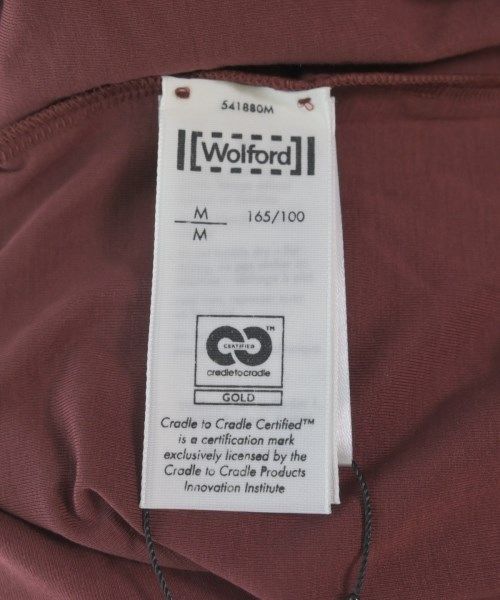 541880M
[Wolford]
M
M
165/100
TM
CERTIFIED
cradletocradle
GOLD
Cradle to Cradle Certified™
is a certification mark
exclusively licensed by the
Cradle to Cradle Products
Innovation Institute